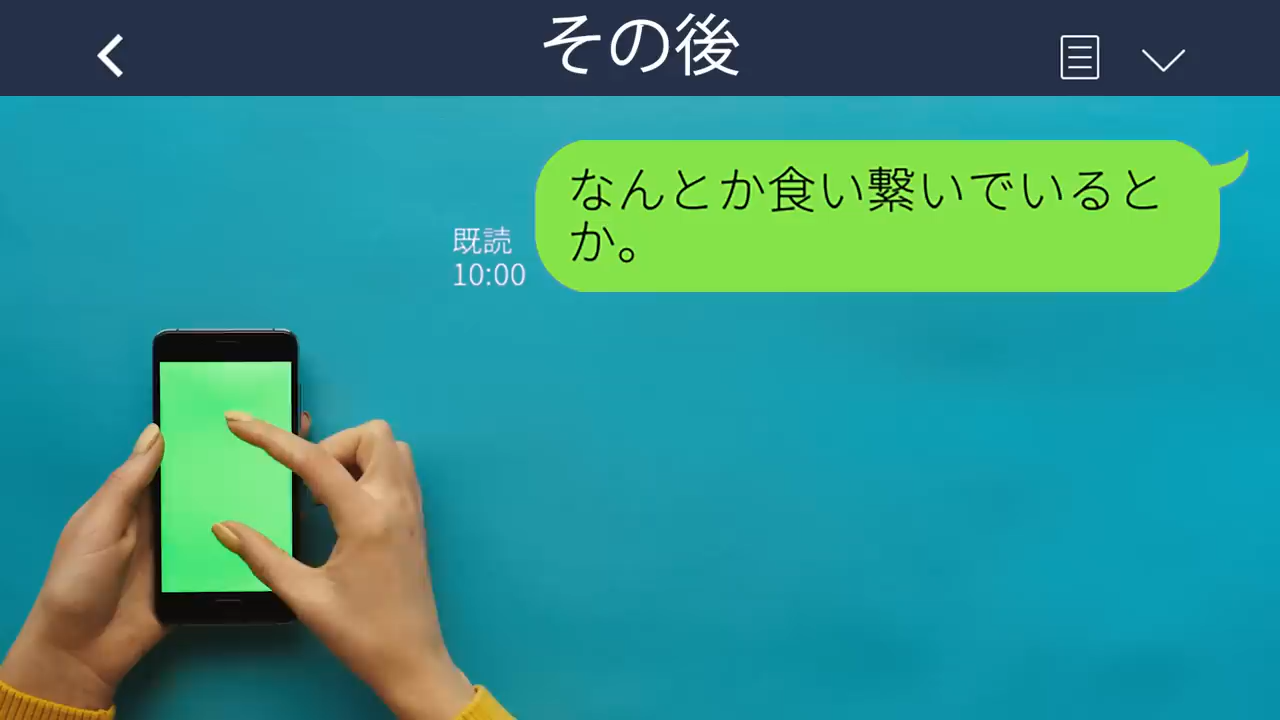 その後
なんとか食い繋いでいると
か。
既読
10:00